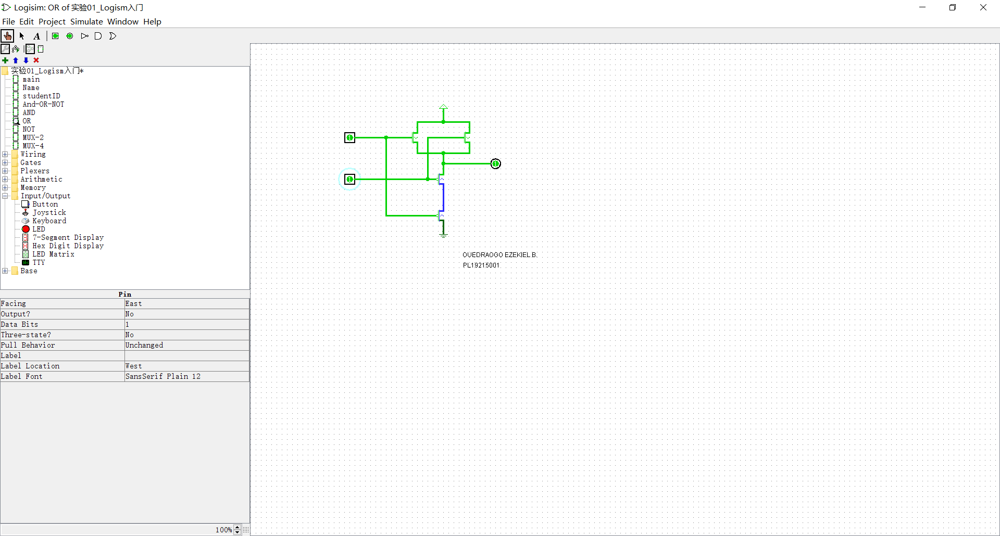 Logisim: OR of 实验01_Logism入门
File Edit Project Simulate Window Help
A
实验01_Logism入门*
main
Name
studentID
And-OR-NOT
AND
OR
NOT
MUX-2
MUX-4
Wiring
Gates
Plexers
Arithmetic
Memory
Input/Output
Button
Joystick
Keyboard
LED
7-Segment Display
Hex Digit Display
LED Matrix
TTY
Base
Pin
Facing East
Output? No
Data Bits 1
Three-state? No
Pull Behavior Unchanged
Label
Label Location West
Label Font SansSerif Plain 12
100%
1
1
1
OUEDRAOGO EZEKIEL B.
PL19215001